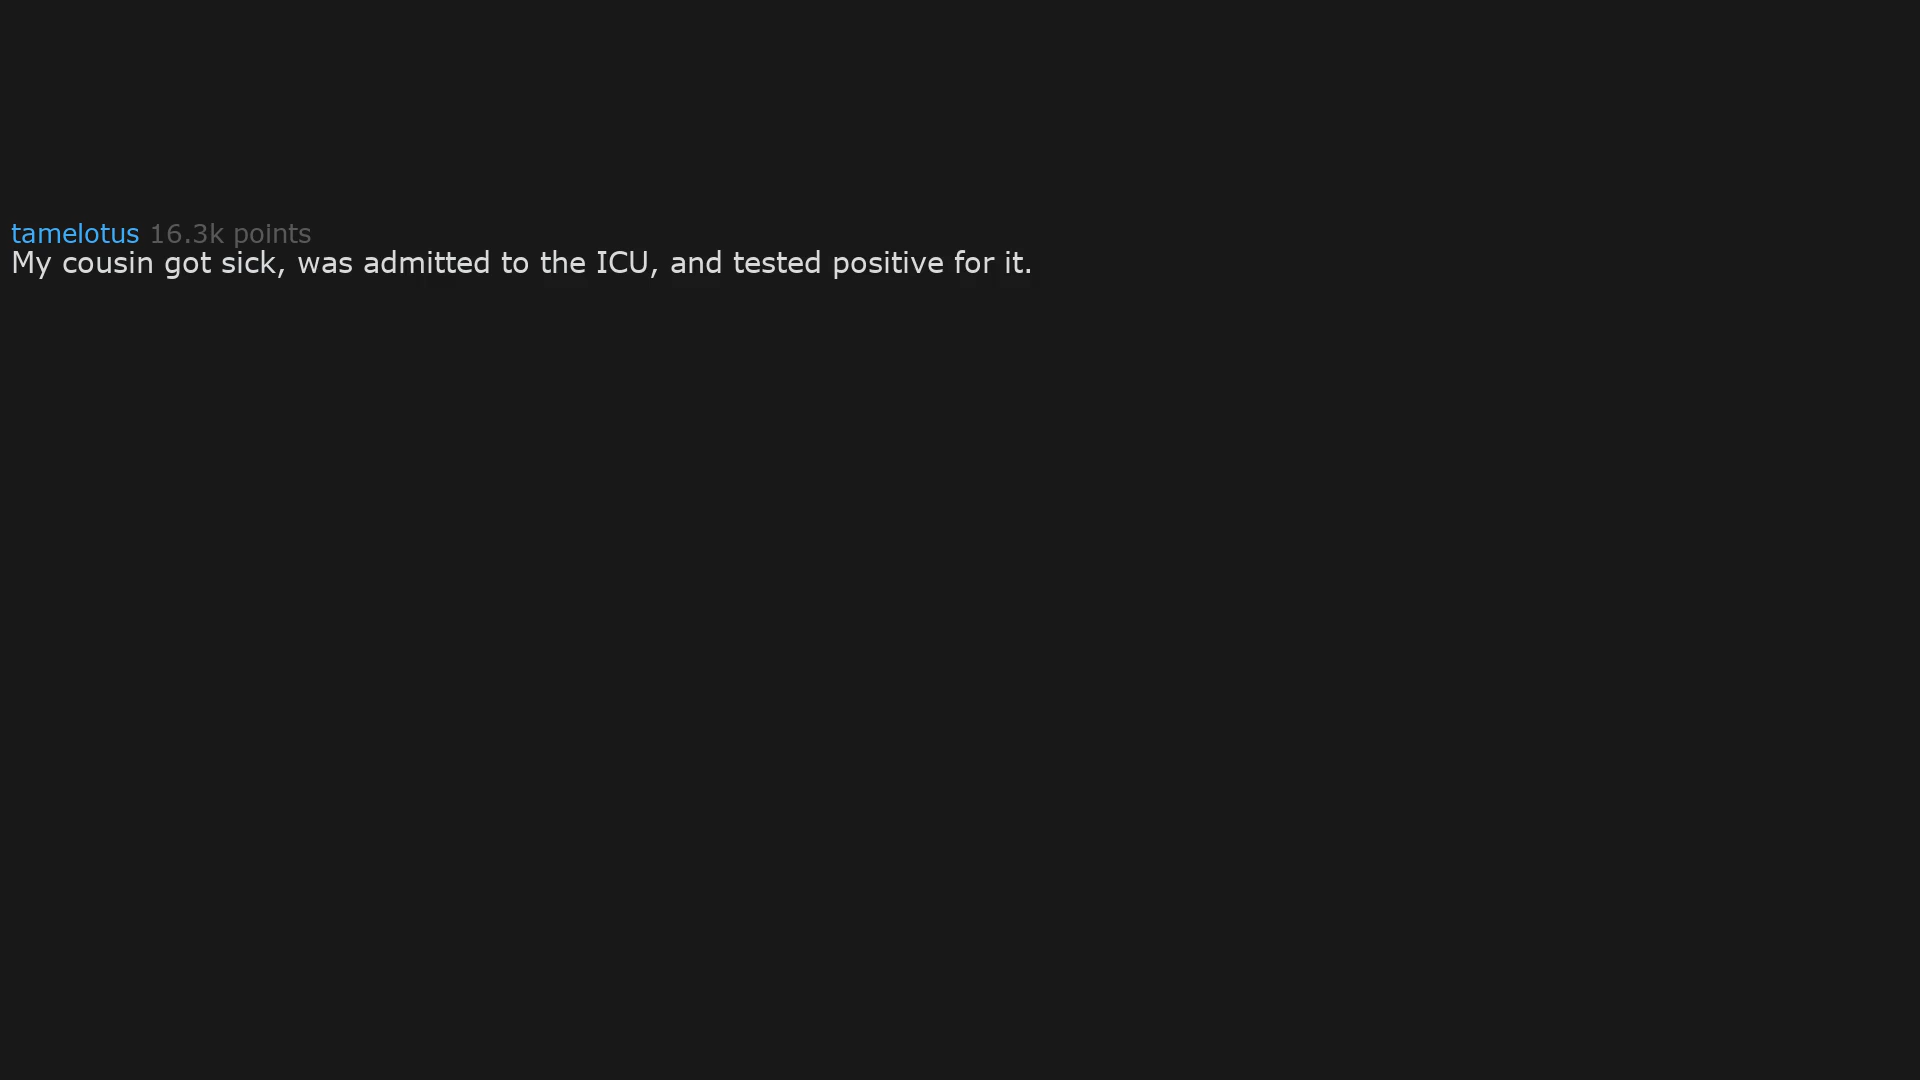 tamelotus 16.3k points
My cousin got sick, was admitted to the ICU, and tested positive for it.